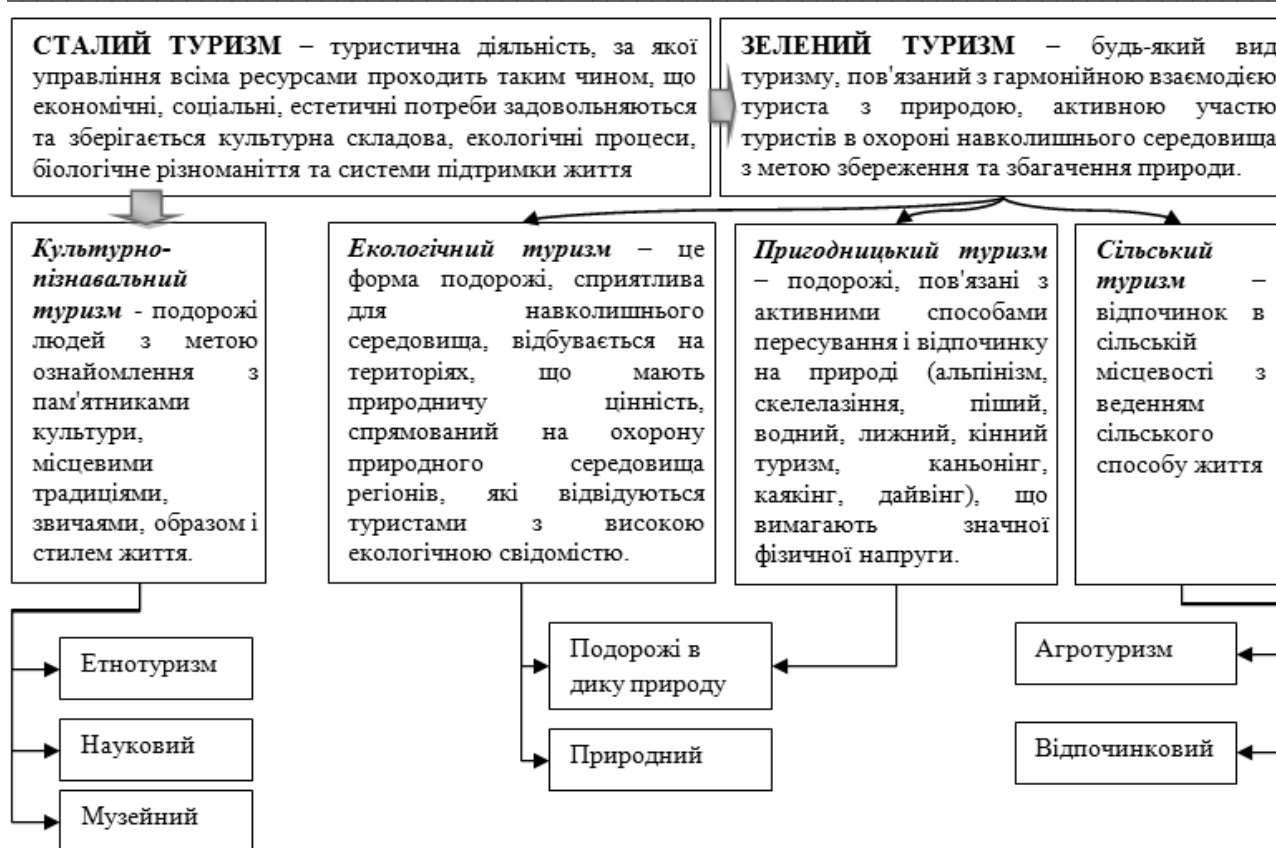 СТАЛИЙ ТУРИЗМ – туристична діяльність, за якої
управління всіма ресурсами проходить таким чином, що
економічні, соціальні, естетичні потреби задовольняються
та зберігається культурна складова, екологічні процеси,
біологічне різноманіття та системи підтримки життя
ЗЕЛЕНИЙ ТУРИЗМ – будь-який вид
туризму, пов'язаний з гармонійною взаємодією
туриста з природою, активною участю
туристів в охороні навколишнього середовища
з метою збереження та збагачення природи.
Культурно-
пізнавальний
туризм - подорожі
людей з метою
ознайомлення з
пам'ятниками
культури,
місцевими
традиціями,
звичаями, образом і
стилем життя.
Екологічний туризм – це
форма подорожі, сприятлива
для навколишнього
середовища, відбувається на
територіях, що мають
природничу цінність,
спрямований на охорону
природного середовища
регіонів, які відвідуються
туристами з високою
екологічною свідомістю.
Пригодницький туризм
– подорожі, пов'язані з
активними способами
пересування і відпочинку
на природі (альпінізм,
скелелазіння, піший,
водний, лижний, кінний
туризм, каньонінг,
каякінг, дайвінг), що
вимагають значної
фізичної напруги.
Сільський
туризм –
відпочинок в
сільській
місцевості з
веденням
сільського
способу життя
Етнотуризм
Науковий
Музейний
Подорожі в
дику природу
Природний
Агротуризм
Відпочинковий